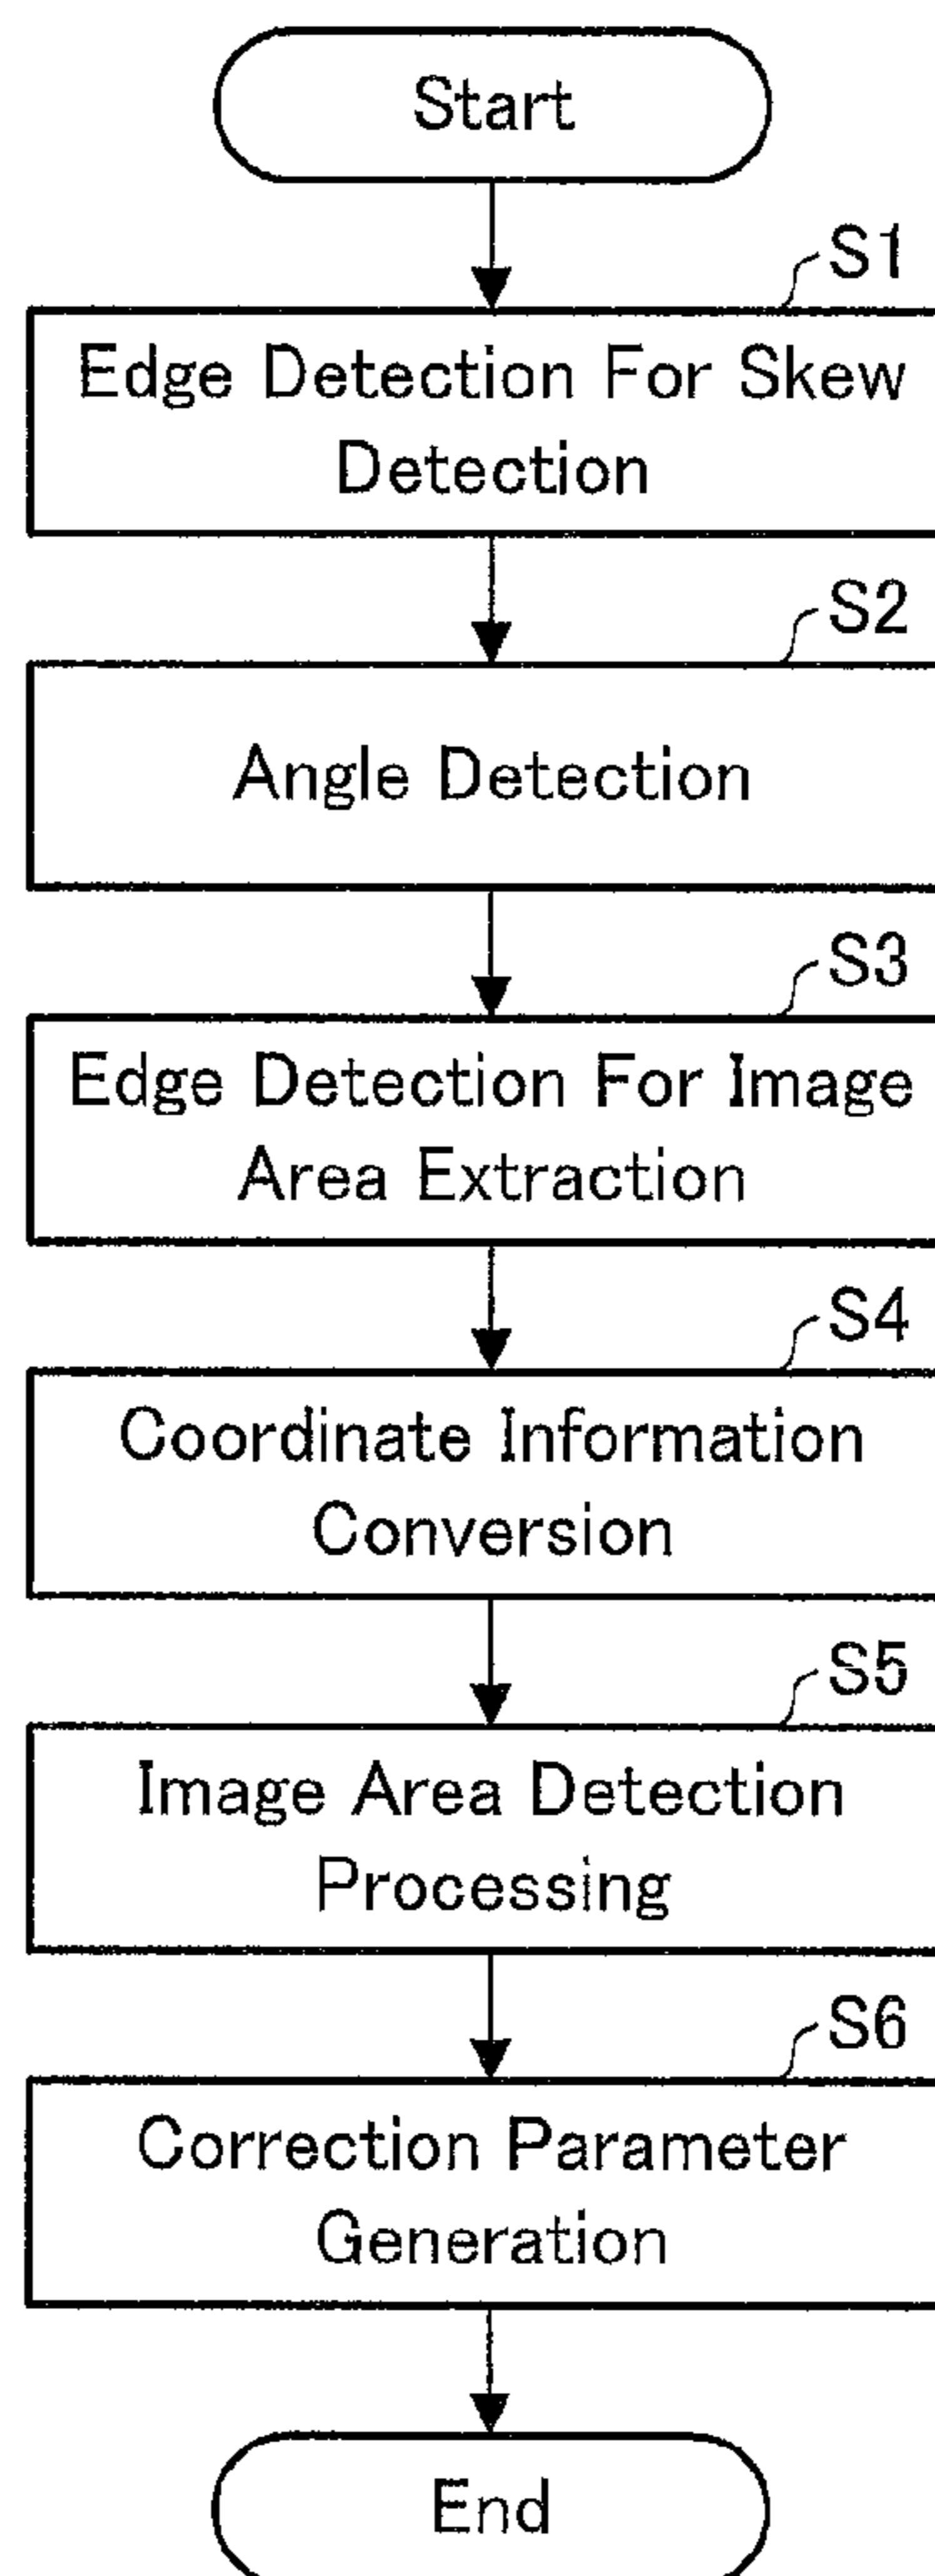 Start
S1
Edge Detection For Skew
Detection
S2
Angle Detection
S3
Edge Detection For Image
Area Extraction
S4
Coordinate Information
Conversion
S5
Image Area Detection
Processing
S6
Correction Parameter
Generation
End